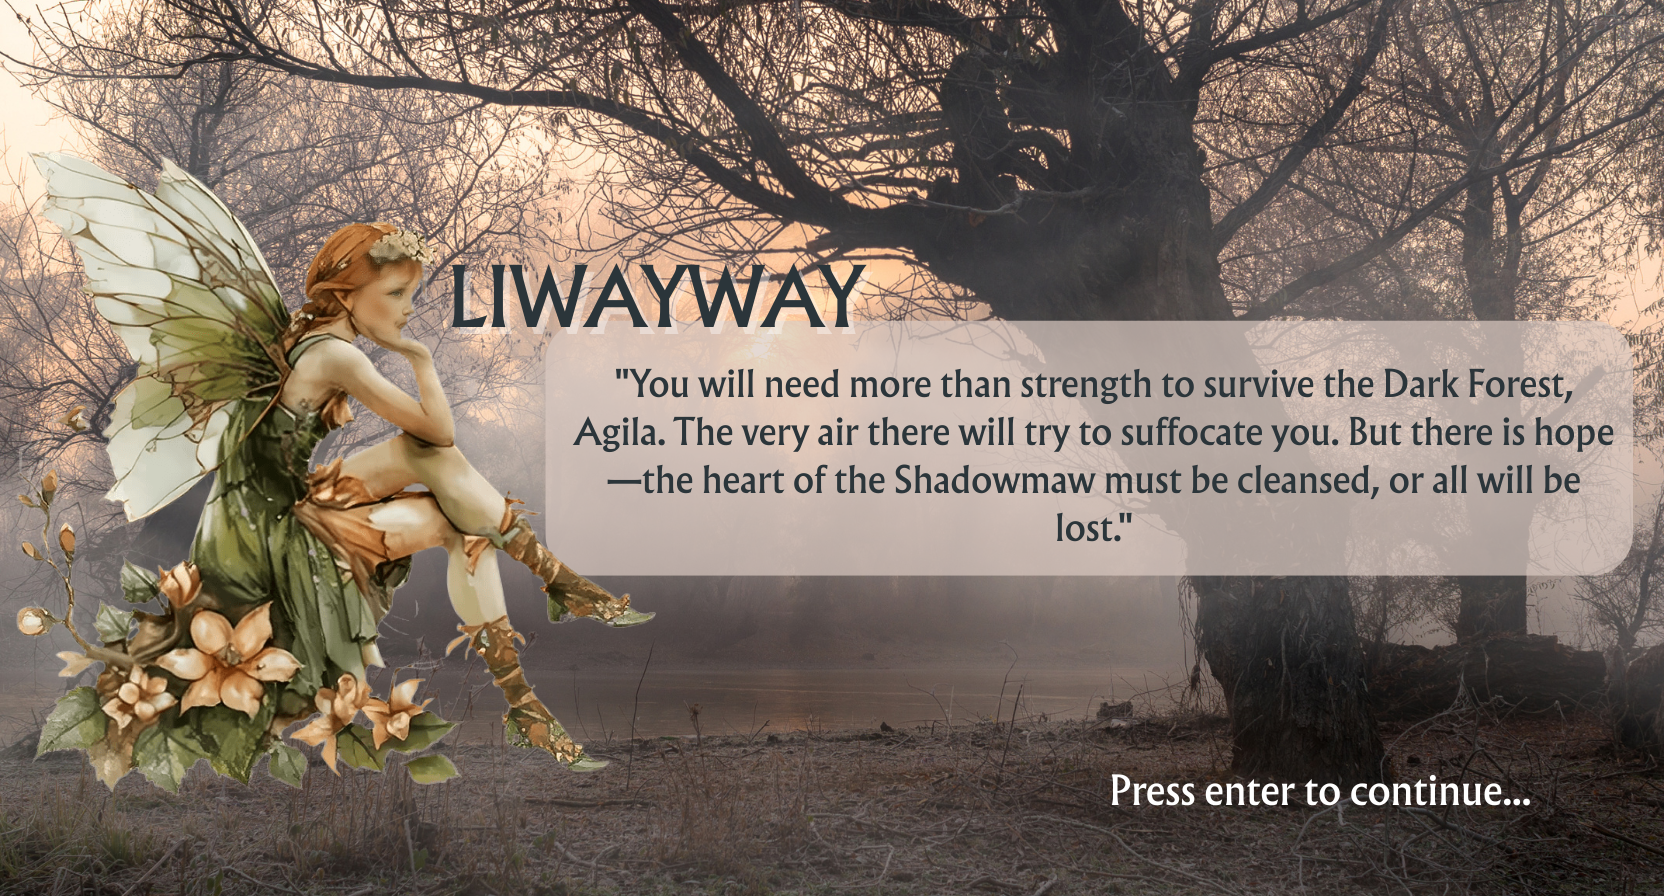 LIWAYWAY
"You will need more than strength to survive the Dark Forest,
Agila. The very air there will try to suffocate you. But there is hope
—the heart of the Shadowmaw must be cleansed, or all will be
lost."
Press enter to continue...